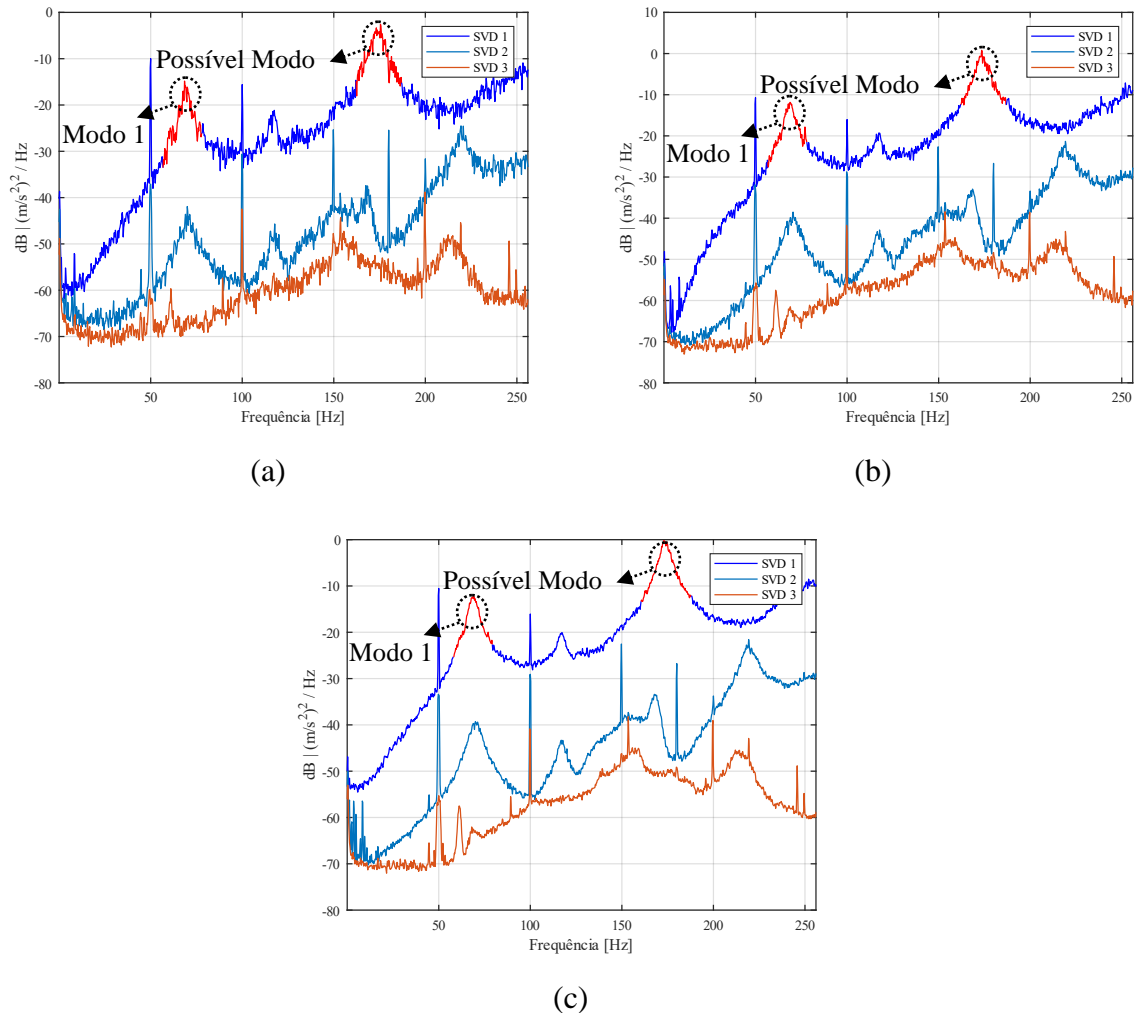 0
-10
-20
-30
-40
-50
-60
-70
-80
dB | (m/s²)² / Hz
Possível Modo
Modo 1
SVD 1
SVD 2
SVD 3
50 100 150 200 250
Frequência [Hz]
(a)
10
0
-10
-20
-30
-40
-50
-60
-70
-80
dB | (m/s²)² / Hz
Possível Modo
Modo 1
SVD 1
SVD 2
SVD 3
50 100 150 200 250
Frequência [Hz]
(b)
0
-10
-20
-30
-40
-50
-60
-70
-80
dB | (m/s²)² / Hz
Possível Modo
Modo 1
SVD 1
SVD 2
SVD 3
50 100 150 200 250
Frequência [Hz]
(c)